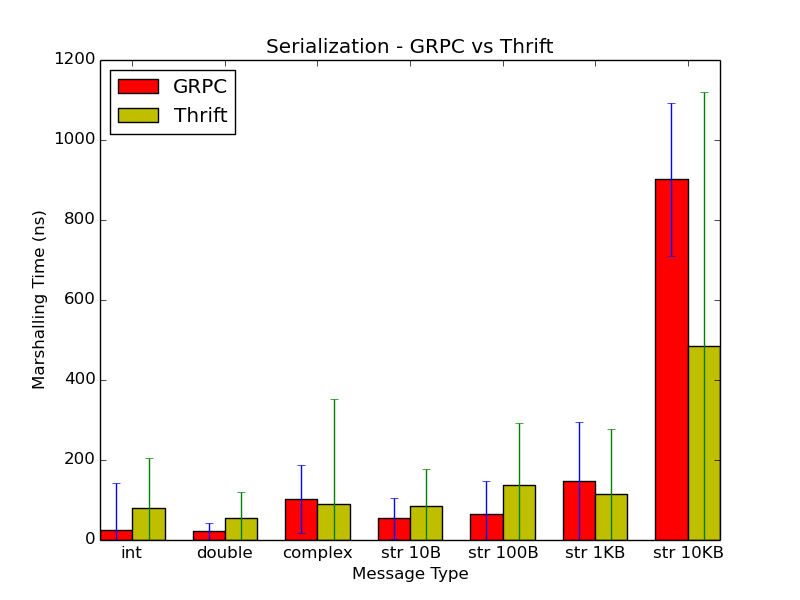 Serialization - GRPC vs Thrift
GRPC
Thrift
1200
1000
800
600
400
200
0
Marshalling Time (ns)
int double complex str 10B str 100B str 1KB str 10KB
Message Type